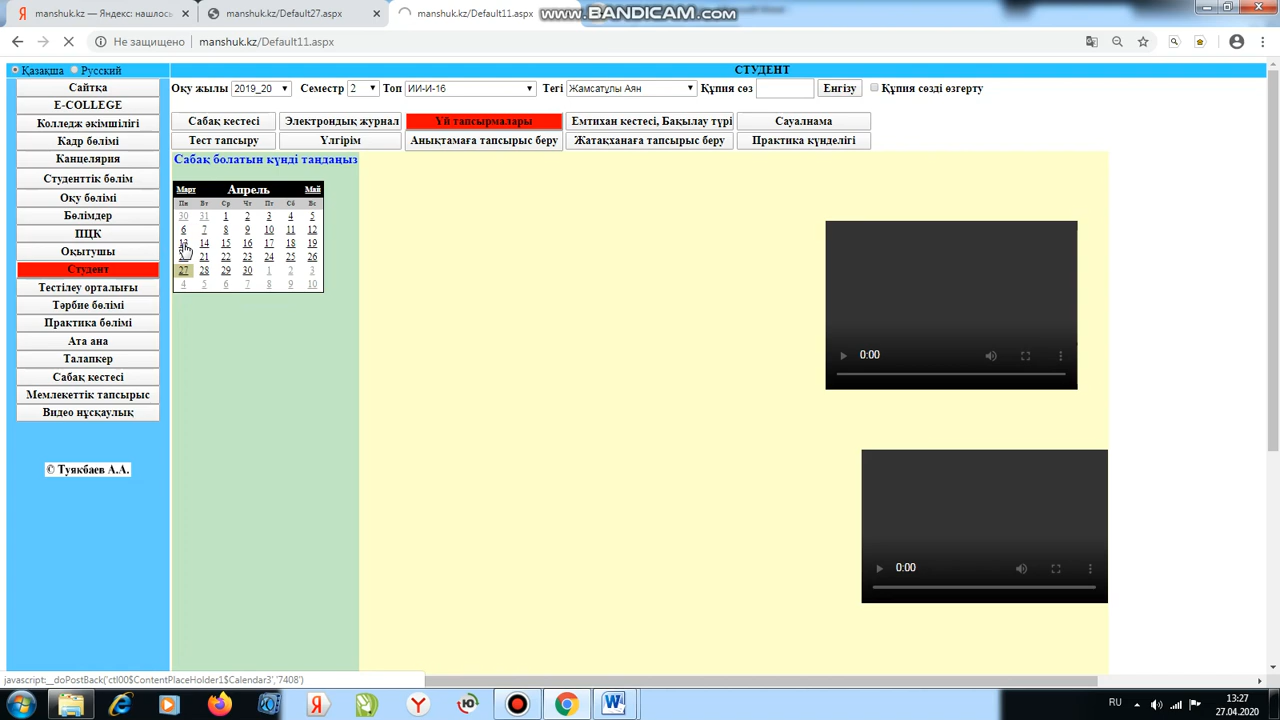 manshuk.kz — Яндекс нашлось
manshuk.kz/Default27.aspx
manshuk.kz/Default11.aspx
WWW.BANDICAM.COM
Не защищено
manshuk.kz/Default11.aspx
Қазақша Русский
СТУДЕНТ
Оқу жылы 2019_20 Семестр 2 Топ ИИ-И-16 Тегі Жамсатұлы Аян Құпия сөз Енгізу Құпия сөзді өзгерту
Сайтқа
E-COLLEGE
Колледж әкімшілігі
Кадр бөлімі
Канцелярия
Студенттік бөлім
Оқу бөлімі
Бөлімдер
ПЦК
Оқытушы
Студент
Тестілеу орталығы
Тәрбие бөлімі
Практика бөлімі
Ата ана
Талапкер
Сабақ кестесі
Мемлекеттік тапсырыс
Видео нұсқаулық
© Туякбаев А.А.
Сабақ кестесі Электрондық журнал Үй тапсырмалары Емтихан кестесі, Бақылау түрі Сауалнама
Тест тапсыру Үлгірім Анықтамаға тапсырыс беру Жатақханаға тапсырыс беру Практика күнделігі
Сабақ болатын күнді таңдаңыз
Март Апрель Май
Пн Вт Ср Чт Пт Сб Вс
30 31 1 2 3 4 5
6 7 8 9 10 11 12
13 14 15 16 17 18 19
21 22 23 24 25 26
27 28 29 30 1 2 3
4 5 6 7 8 9 10
0:00
0:00
javascript:__doPostBack('ctl00$ContentPlaceHolder1$Calendar3','7408')
RU
13:27
27.04.2020